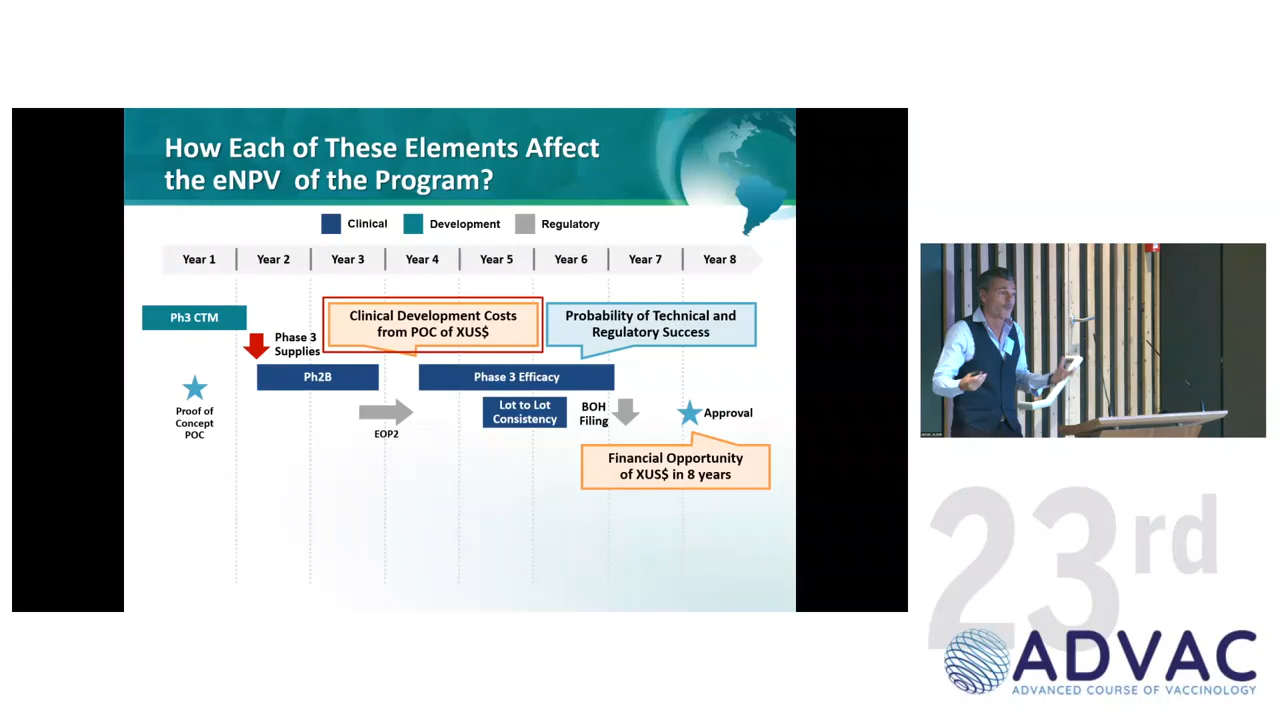 How Each of These Elements Affect
the eNPV of the Program?
Clinical
Development
Regulatory
Year 1
Year 2
Year 3
Year 4
Year 5
Year 6
Year 7
Year 8
Ph3 CTM
Clinical Development Costs
from POC of XUS$
Probability of Technical and
Regulatory Success
Phase 3
Supplies
Ph2B
Phase 3 Efficacy
Proof of
Concept
POC
EOP2
Lot to Lot
Consistency
BOH
Filing
Approval
Financial Opportunity
of XUS$ in 8 years
23rd
ADVAC
ADVANCED COURSE OF VACCINOLOGY